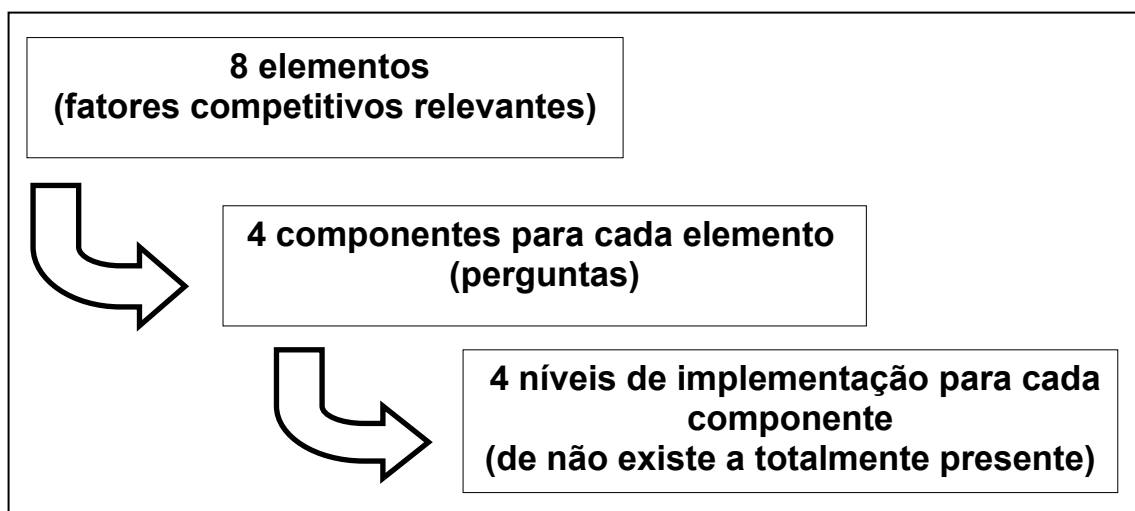 8 elementos
(fatores competitivos relevantes)
4 componentes para cada elemento
(perguntas)
4 níveis de implementação para cada
componente
(de não existe a totalmente presente)